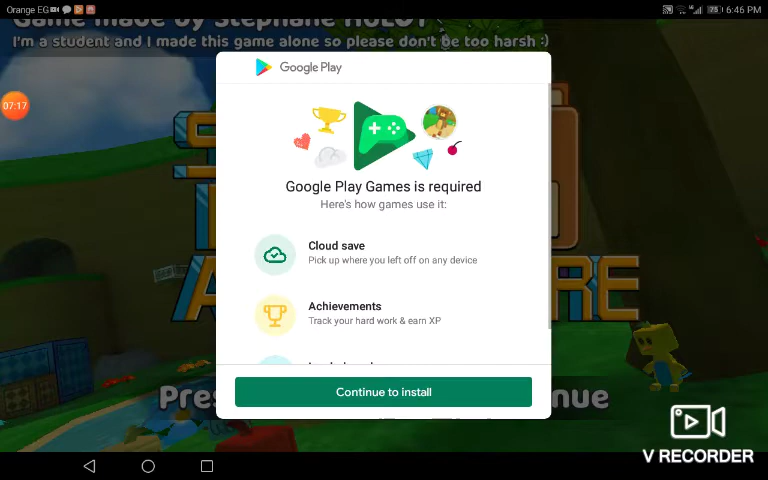 Orange EG 75 6:46 PM
Game made by Stephane
I'm a student and I made this game alone so please don't be too harsh :)
07:17
Google Play
Google Play Games is required
Here's how games use it:
Cloud save
Pick up where you left off on any device
Achievements
Track your hard work & earn XP
Continue to install
V RECORDER